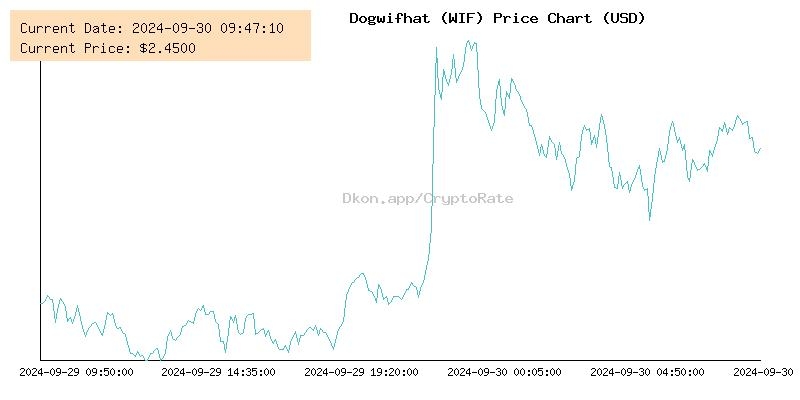 Dogwifhat (WIF) Price Chart (USD)
Current Date: 2024-09-30 09:47:10
Current Price: $2.4500
Dkon.app/CryptoRate
2024-09-29 09:50:00 2024-09-29 14:35:00 2024-09-29 19:20:00 2024-09-30 00:05:00 2024-09-30 04:50:00 2024-09-30